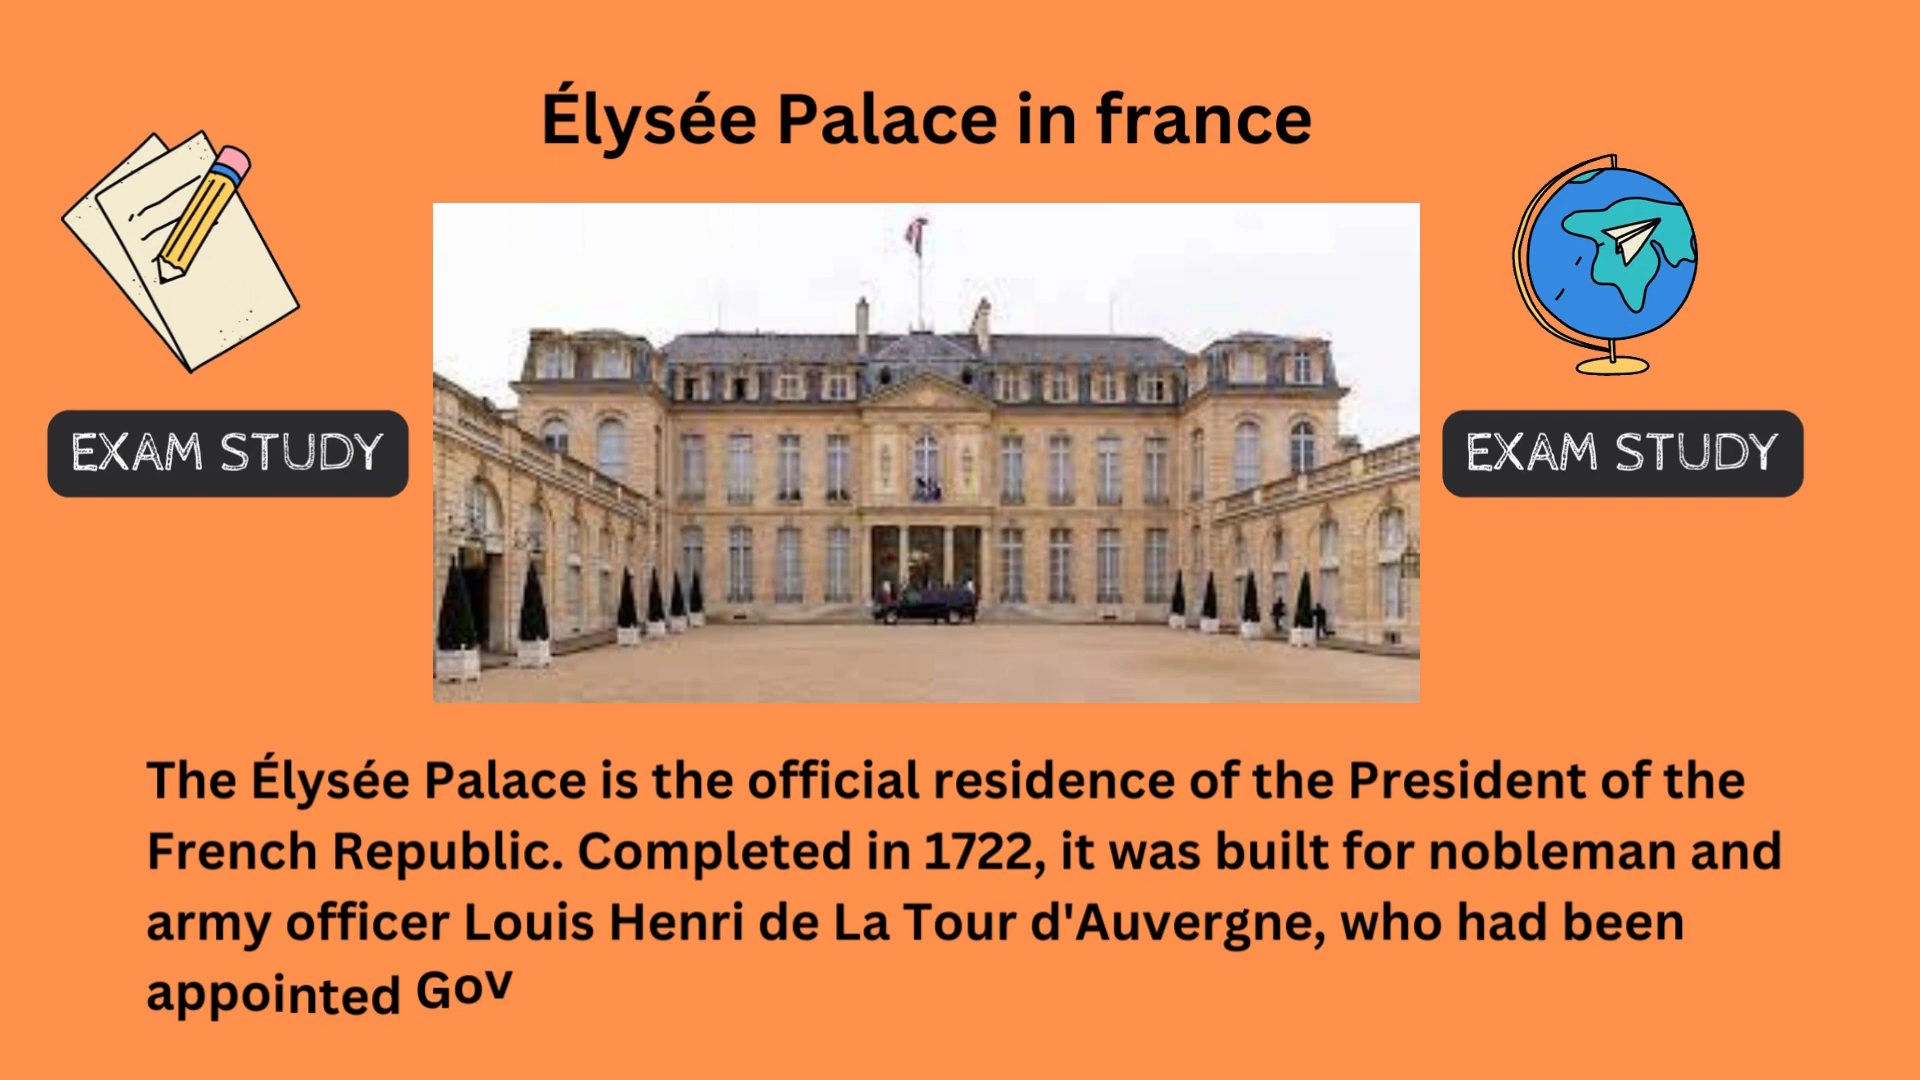 Élysée Palace in france
EXAM STUDY
EXAM STUDY
The Élysée Palace is the official residence of the President of the
French Republic. Completed in 1722, it was built for nobleman and
army officer Louis Henri de La Tour d'Auvergne, who had been
appointed Gov